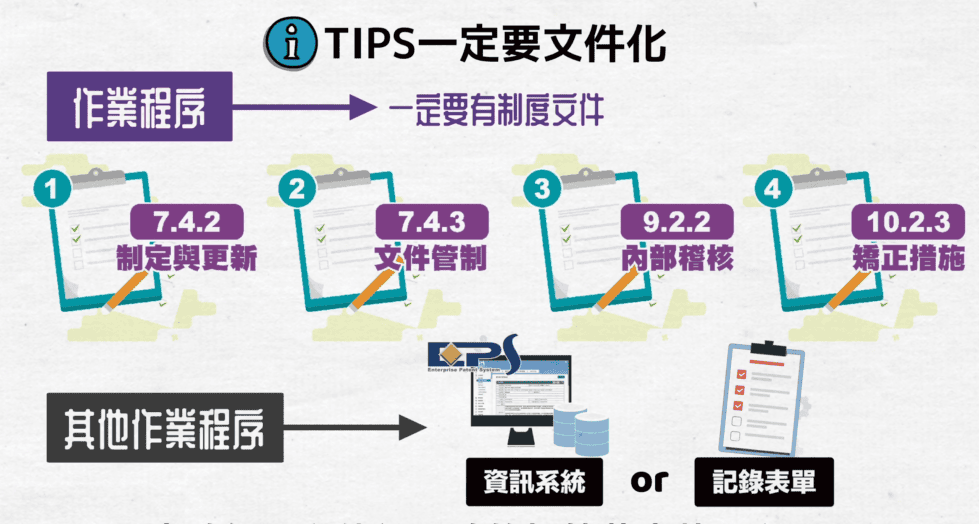 TIPS一定要文件化
作業程序
一定要有制度文件
1
7.4.2
制定與更新
2
7.4.3
文件管制
3
9.2.2
內部稽核
4
10.2.3
矯正措施
EPS
Enterprise Patent System
其他作業程序
資訊系統
or
記錄表單